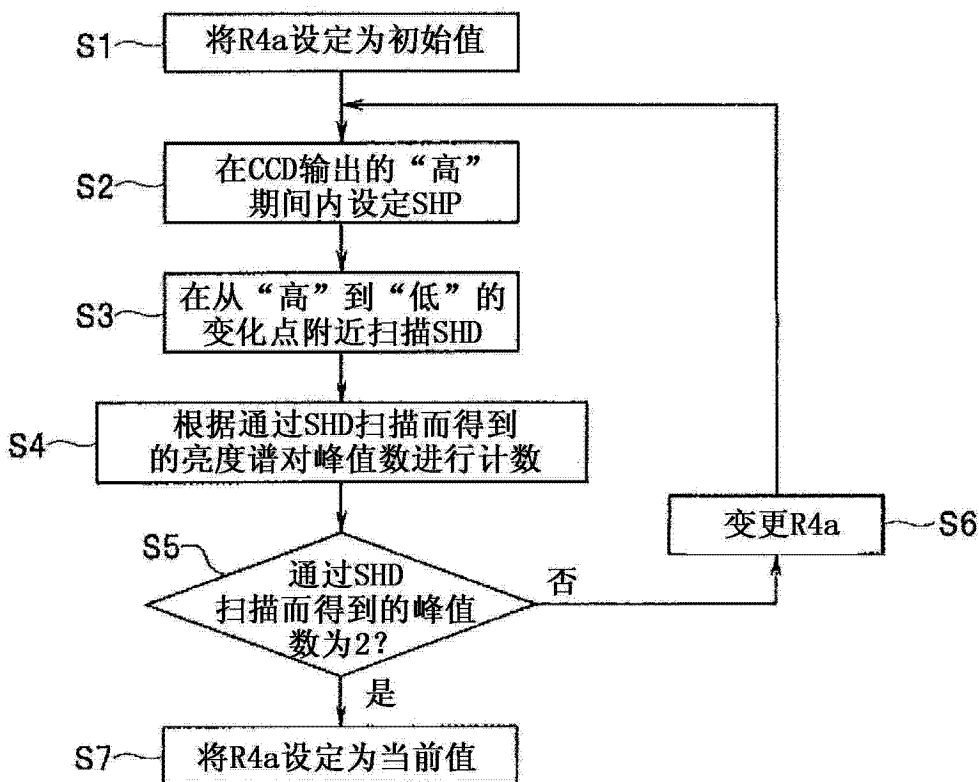 S1
将R4a设定为初始值
S2
在CCD输出的“高”
期间内设定SHP
S3
在从“高”到“低”的
变化点附近扫描SHD
S4
根据通过SHD扫描而得到
的亮度谱对峰值数进行计数
S5
通过SHD
扫描而得到的峰值
数为2?
否
变更R4a
S6
是
S7
将R4a设定为当前值